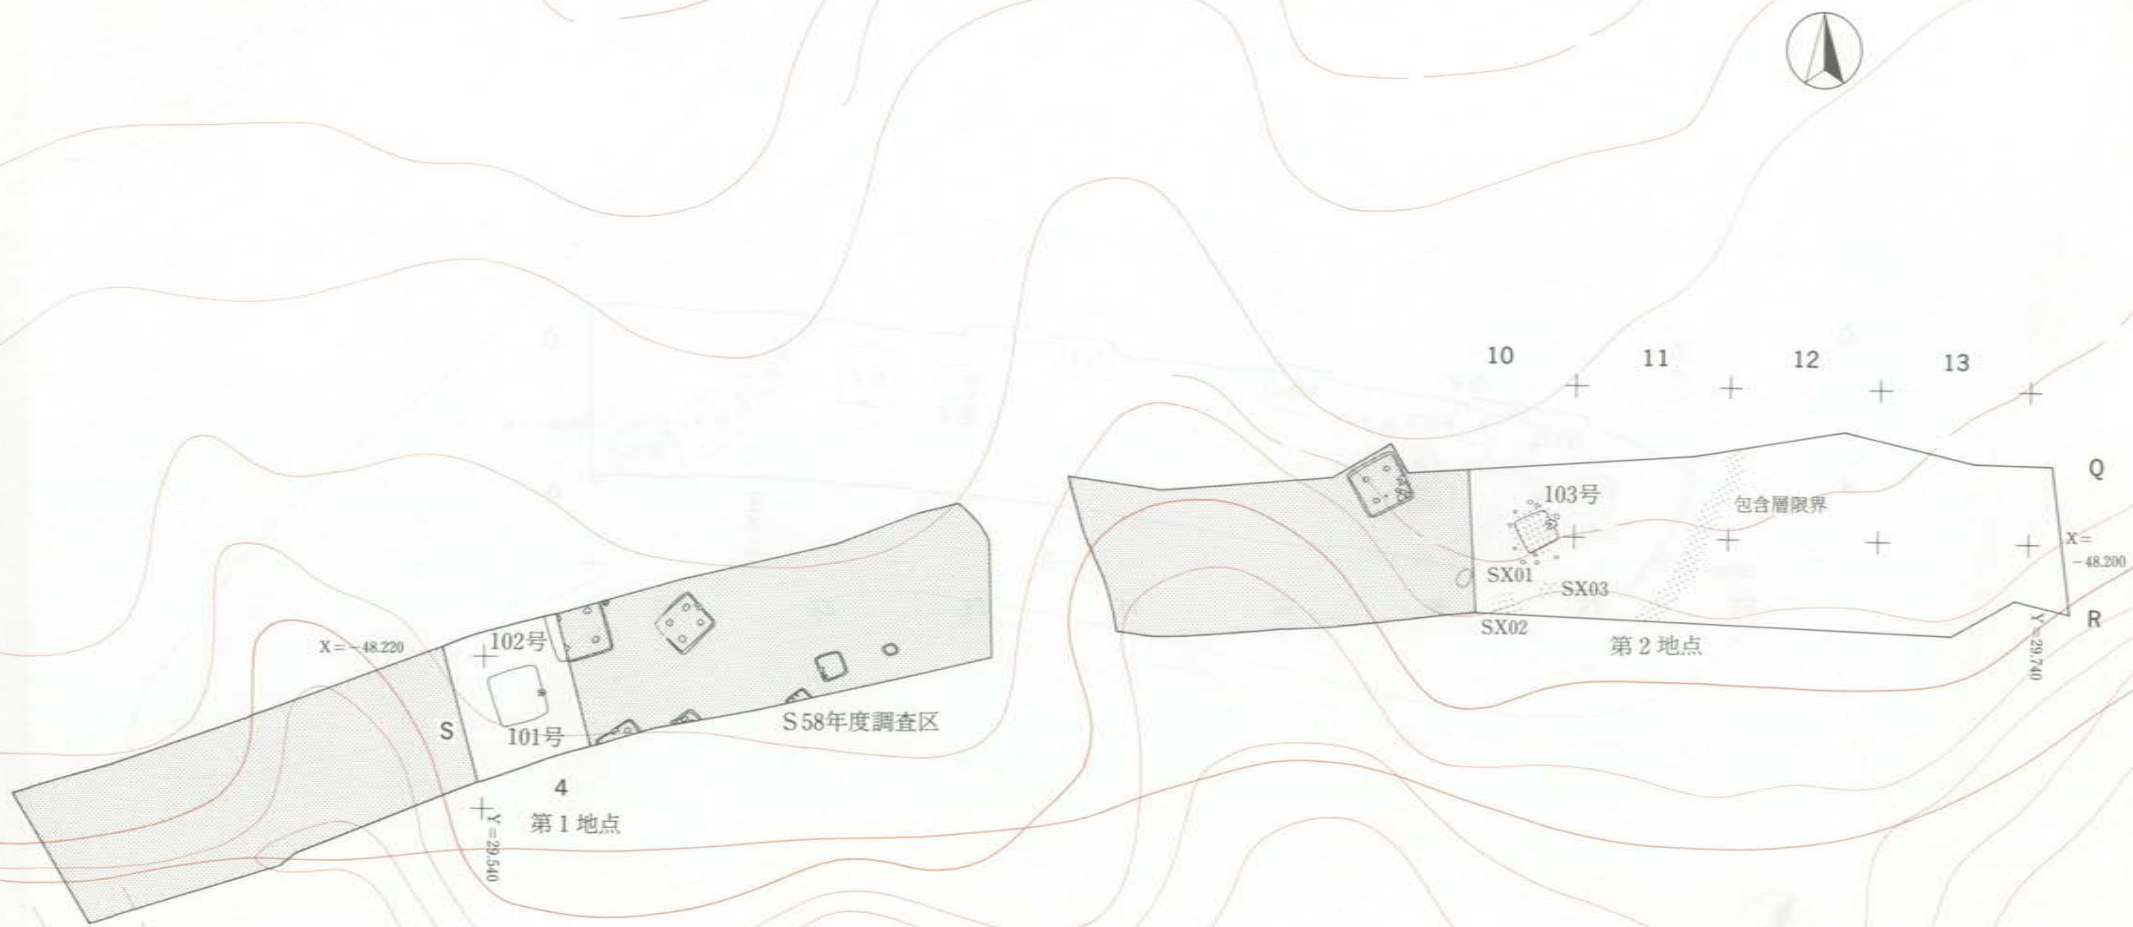 10
11
12
13
Q
103号
包含層限界
X=
-48.200
SX01
SX03
SX02
R
第2地点
Y=29.740
X=-48.220
102号
S
101号
S58年度調査区
4
第1地点
Y=29.540